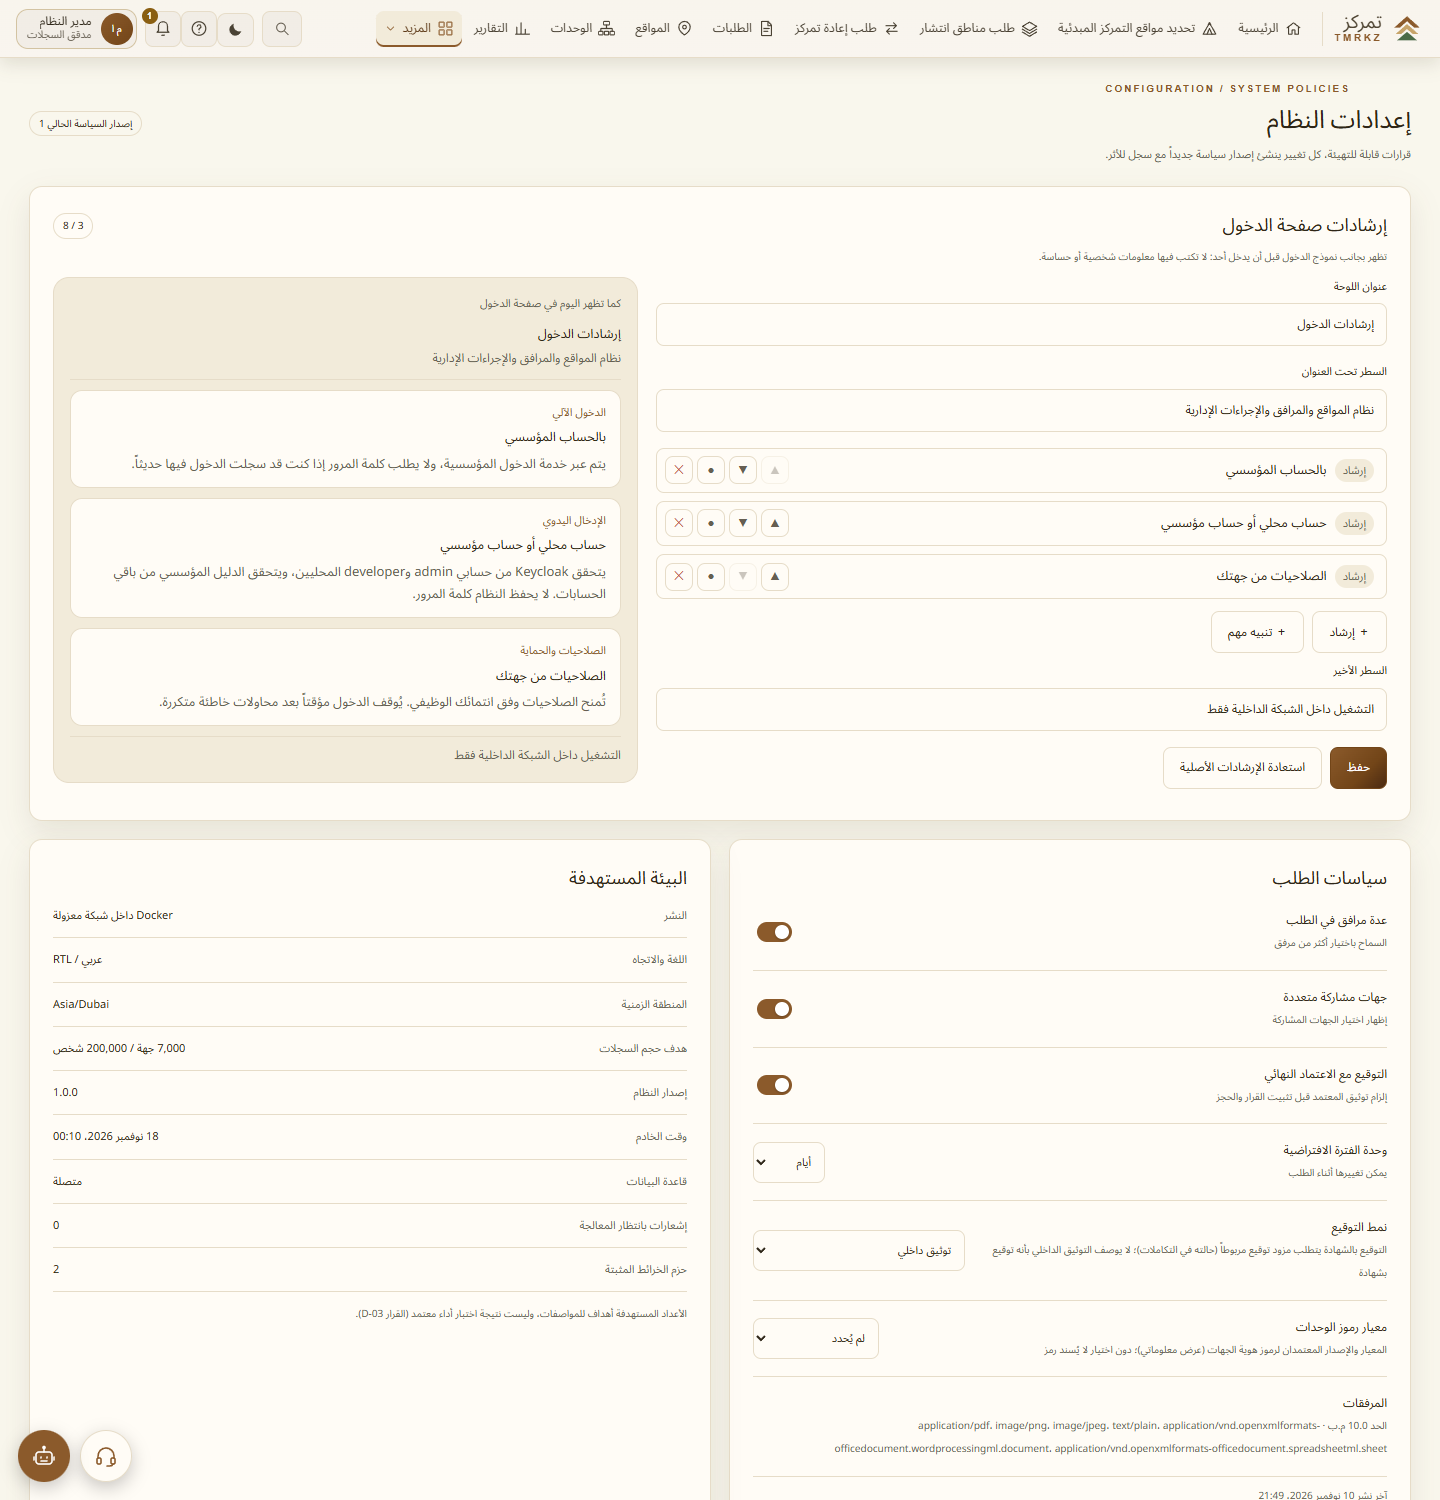 تمركز
TMRKZ
الرئيسية
تحديد مواقع التمركز المبدئية
طلب مناطق انتشار
طلب إعادة تمركز
الطلبات
المواقع
الوحدات
التقارير
المزيد
1
م ا
مدير النظام
مدقق السجلات
CONFIGURATION / SYSTEM POLICIES
إعدادات النظام
قرارات قابلة للتهيئة، كل تغيير ينشئ إصدار سياسة جديداً مع سجل للأثر.
إصدار السياسة الحالي 1
إرشادات صفحة الدخول
3 / 8
تظهر بجانب نموذج الدخول قبل أن يدخل أحد: لا تكتب فيها معلومات شخصية أو حساسة.
عنوان اللوحة
إرشادات الدخول
السطر تحت العنوان
نظام المواقع والمرافق والإجراءات الإدارية
إرشاد بالحساب المؤسسي
إرشاد حساب محلي أو حساب مؤسسي
إرشاد الصلاحيات من جهتك
+ إرشاد
+ تنبيه مهم
السطر الأخير
التشغيل داخل الشبكة الداخلية فقط
حفظ
استعادة الإرشادات الأصلية
كما تظهر اليوم في صفحة الدخول
إرشادات الدخول
نظام المواقع والمرافق والإجراءات الإدارية
الدخول الآلي
بالحساب المؤسسي
يتم عبر خدمة الدخول المؤسسية، ولا يطلب كلمة المرور إذا كنت قد سجلت الدخول فيها حديثاً.
الإدخال اليدوي
حساب محلي أو حساب مؤسسي
يتحقق Keycloak من حسابي admin وdeveloper المحليين، ويتحقق الدليل المؤسسي من باقي
الحسابات. لا يحفظ النظام كلمة المرور.
الصلاحيات والحماية
الصلاحيات من جهتك
تُمنح الصلاحيات وفق انتمائك الوظيفي. يُوقف الدخول مؤقتاً بعد محاولات خاطئة متكررة.
التشغيل داخل الشبكة الداخلية فقط
سياسات الطلب
عدة مرافق في الطلب
السماح باختيار أكثر من مرفق
جهات مشاركة متعددة
إظهار اختيار الجهات المشاركة
التوقيع مع الاعتماد النهائي
إلزام توثيق المعتمد قبل تثبيت القرار والحجز
وحدة الفترة الافتراضية
يمكن تغييرها أثناء الطلب
أيام
نمط التوقيع
التوقيع بالشهادة يتطلب مزود توقيع مربوطاً (حالته في التكاملات)؛ لا يوصف التوثيق الداخلي بأنه توقيع
بشهادة
توثيق داخلي
معيار رموز الوحدات
المعيار والإصدار المعتمدان لرموز هوية الجهات (عرض معلوماتي)؛ دون اختيار لا يُسند رمز
لم يُحدد
المرفقات
الحد 10.0 م.ب · application/pdf، image/png، image/jpeg، text/plain، application/vnd.openxmlformats-
officedocument.wordprocessingml.document، application/vnd.openxmlformats-officedocument.spreadsheetml.sheet
آخر نشر 10 نوفمبر 2026، 21:49
البيئة المستهدفة
النشر Docker داخل شبكة معزولة
اللغة والاتجاه عربي / RTL
المنطقة الزمنية Asia/Dubai
هدف حجم السجلات 7,000 جهة / 200,000 شخص
إصدار النظام 1.0.0
وقت الخادم 18 نوفمبر 2026، 00:10
قاعدة البيانات متصلة
إشعارات بانتظار المعالجة 0
حزم الخرائط المثبتة 2
الأعداد المستهدفة أهداف للمواصفات، وليست نتيجة اختبار أداء معتمد (القرار D-03).